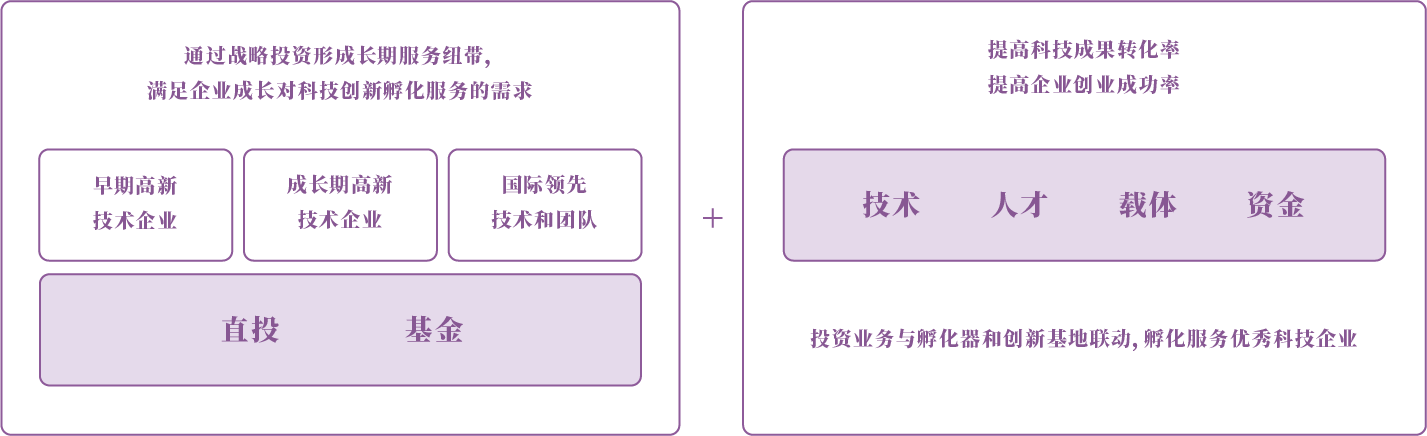 通过战略投资形成长期服务纽带,
满足企业成长对科技创新孵化服务的需求
早期高新
技术企业
成长期高新
技术企业
国际领先
技术和团队
直投
基金
+
提高科技成果转化率
提高企业创业成功率
技术
人才
载体
资金
投资业务与孵化器和创新基地联动, 孵化服务优秀科技企业